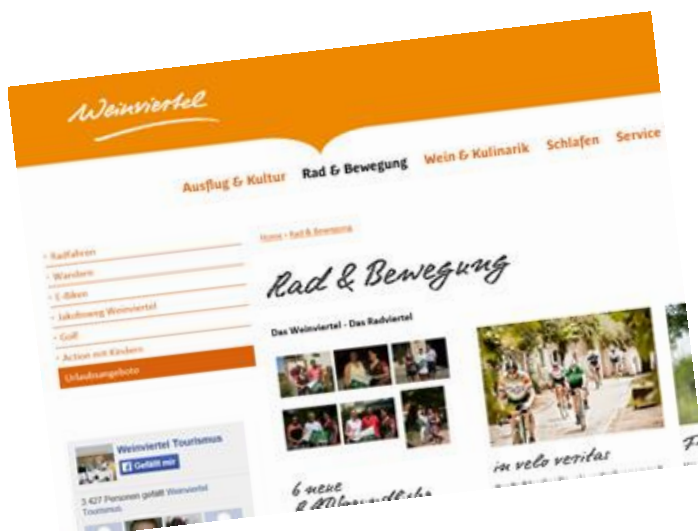 Weinviertel
Ausflug & Kultur Rad & Bewegung Wein & Kulinarik Schlafen Service
Home › Rad & Bewegung
Radfahren
Wandern
E-Biken
Jakobsweg Weinviertel
Golf
Action mit Kindern
Urlaubsangebote
Rad & Bewegung
Das Weinviertel - Das Radviertel
Weinviertel Tourismus
Gefällt mir
3.427 Personen gefällt Weinviertel
Tourismus
6 neue
in velo veritas